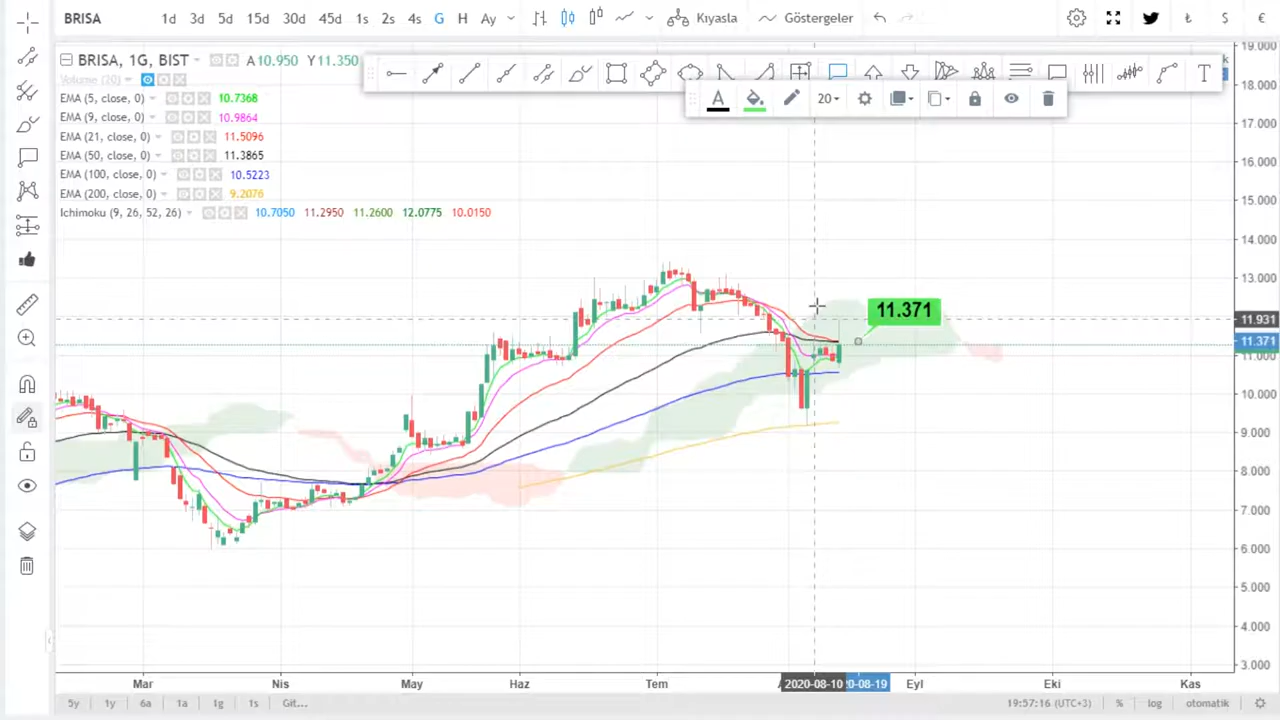 BRISA 1d 3d 5d 15d 30d 45d 1s 2s 4s G H Ay Kıyasla Göstergeler ₺ $ €
BRISA, 1G, BIST A10.950 Y11.350
Volume (20)
EMA (5, close, 0) 10.7368
EMA (9, close, 0) 10.9864
EMA (21, close, 0) 11.5096
EMA (50, close, 0) 11.3865
EMA (100, close, 0) 10.5223
EMA (200, close, 0) 9.2076
Ichimoku (9, 26, 52, 26) 10.7050 11.2950 11.2600 12.0775 10.0150
A 20
T
11.371
19.000
18.000
17.000
16.000
15.000
14.000
13.000
11.931
11.371
11.000
10.000
9.000
8.000
7.000
6.000
5.000
4.000
3.000
Mar Nis May Haz Tem 2020-08-10 20-08-19 Eyl Eki Kas
5y 1y 6a 1a 1g 1s Git... 19:57:16 (UTC+3) % log otomatik